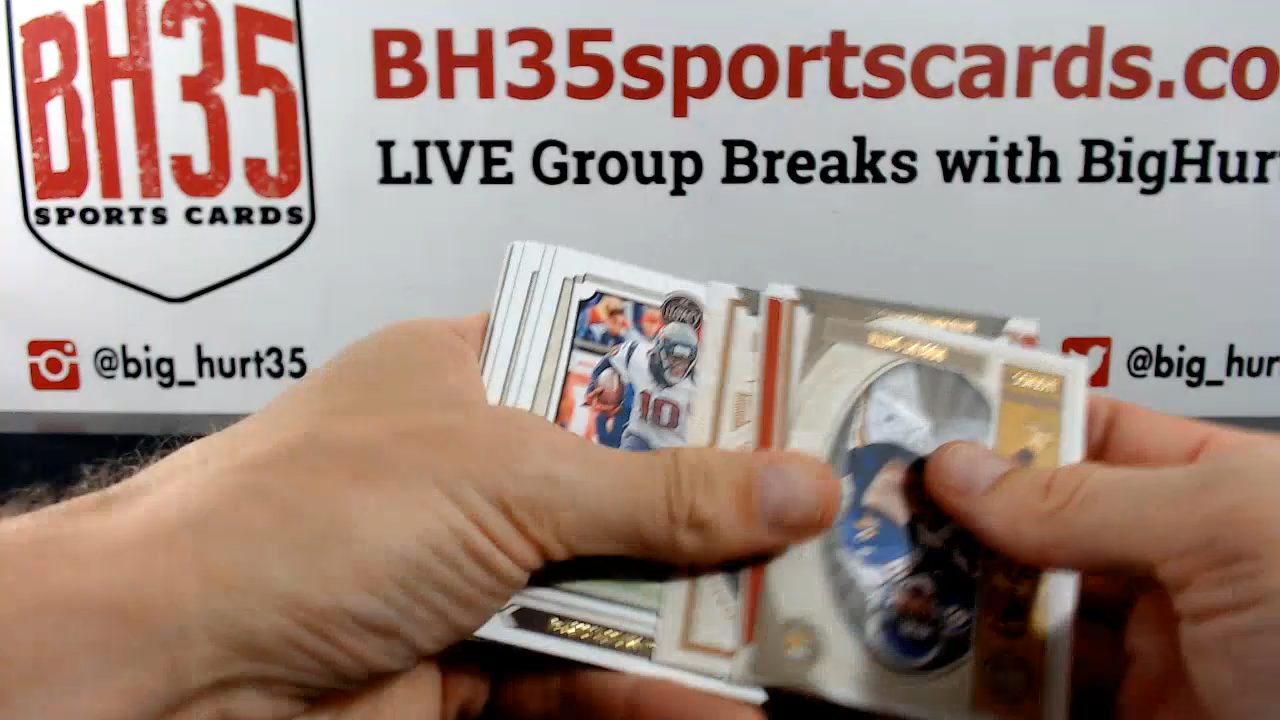 BH35
SPORTS CARDS
BH35sportscards.co
LIVE Group Breaks with BigHur
@big_hurt35
@big_hur
10